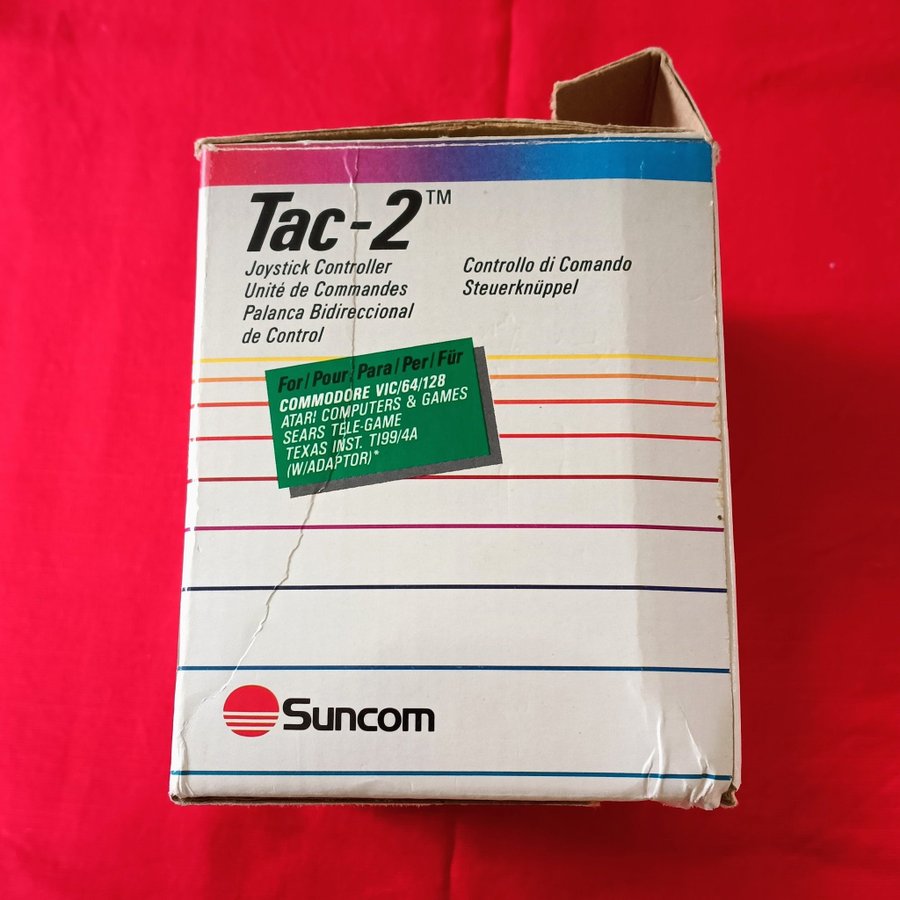 Tac-2™
Joystick Controller
Unité de Commandes
Palanca Bidireccional
de Control
Controllo di Comando
Steuerknüppel
For/Pour/Para/Per/Für
COMMODORE VIC/64/128
ATARI COMPUTERS & GAMES
SEARS TELE-GAME
TEXAS INST. TI99/4A
(W/ADAPTOR)*
Suncom